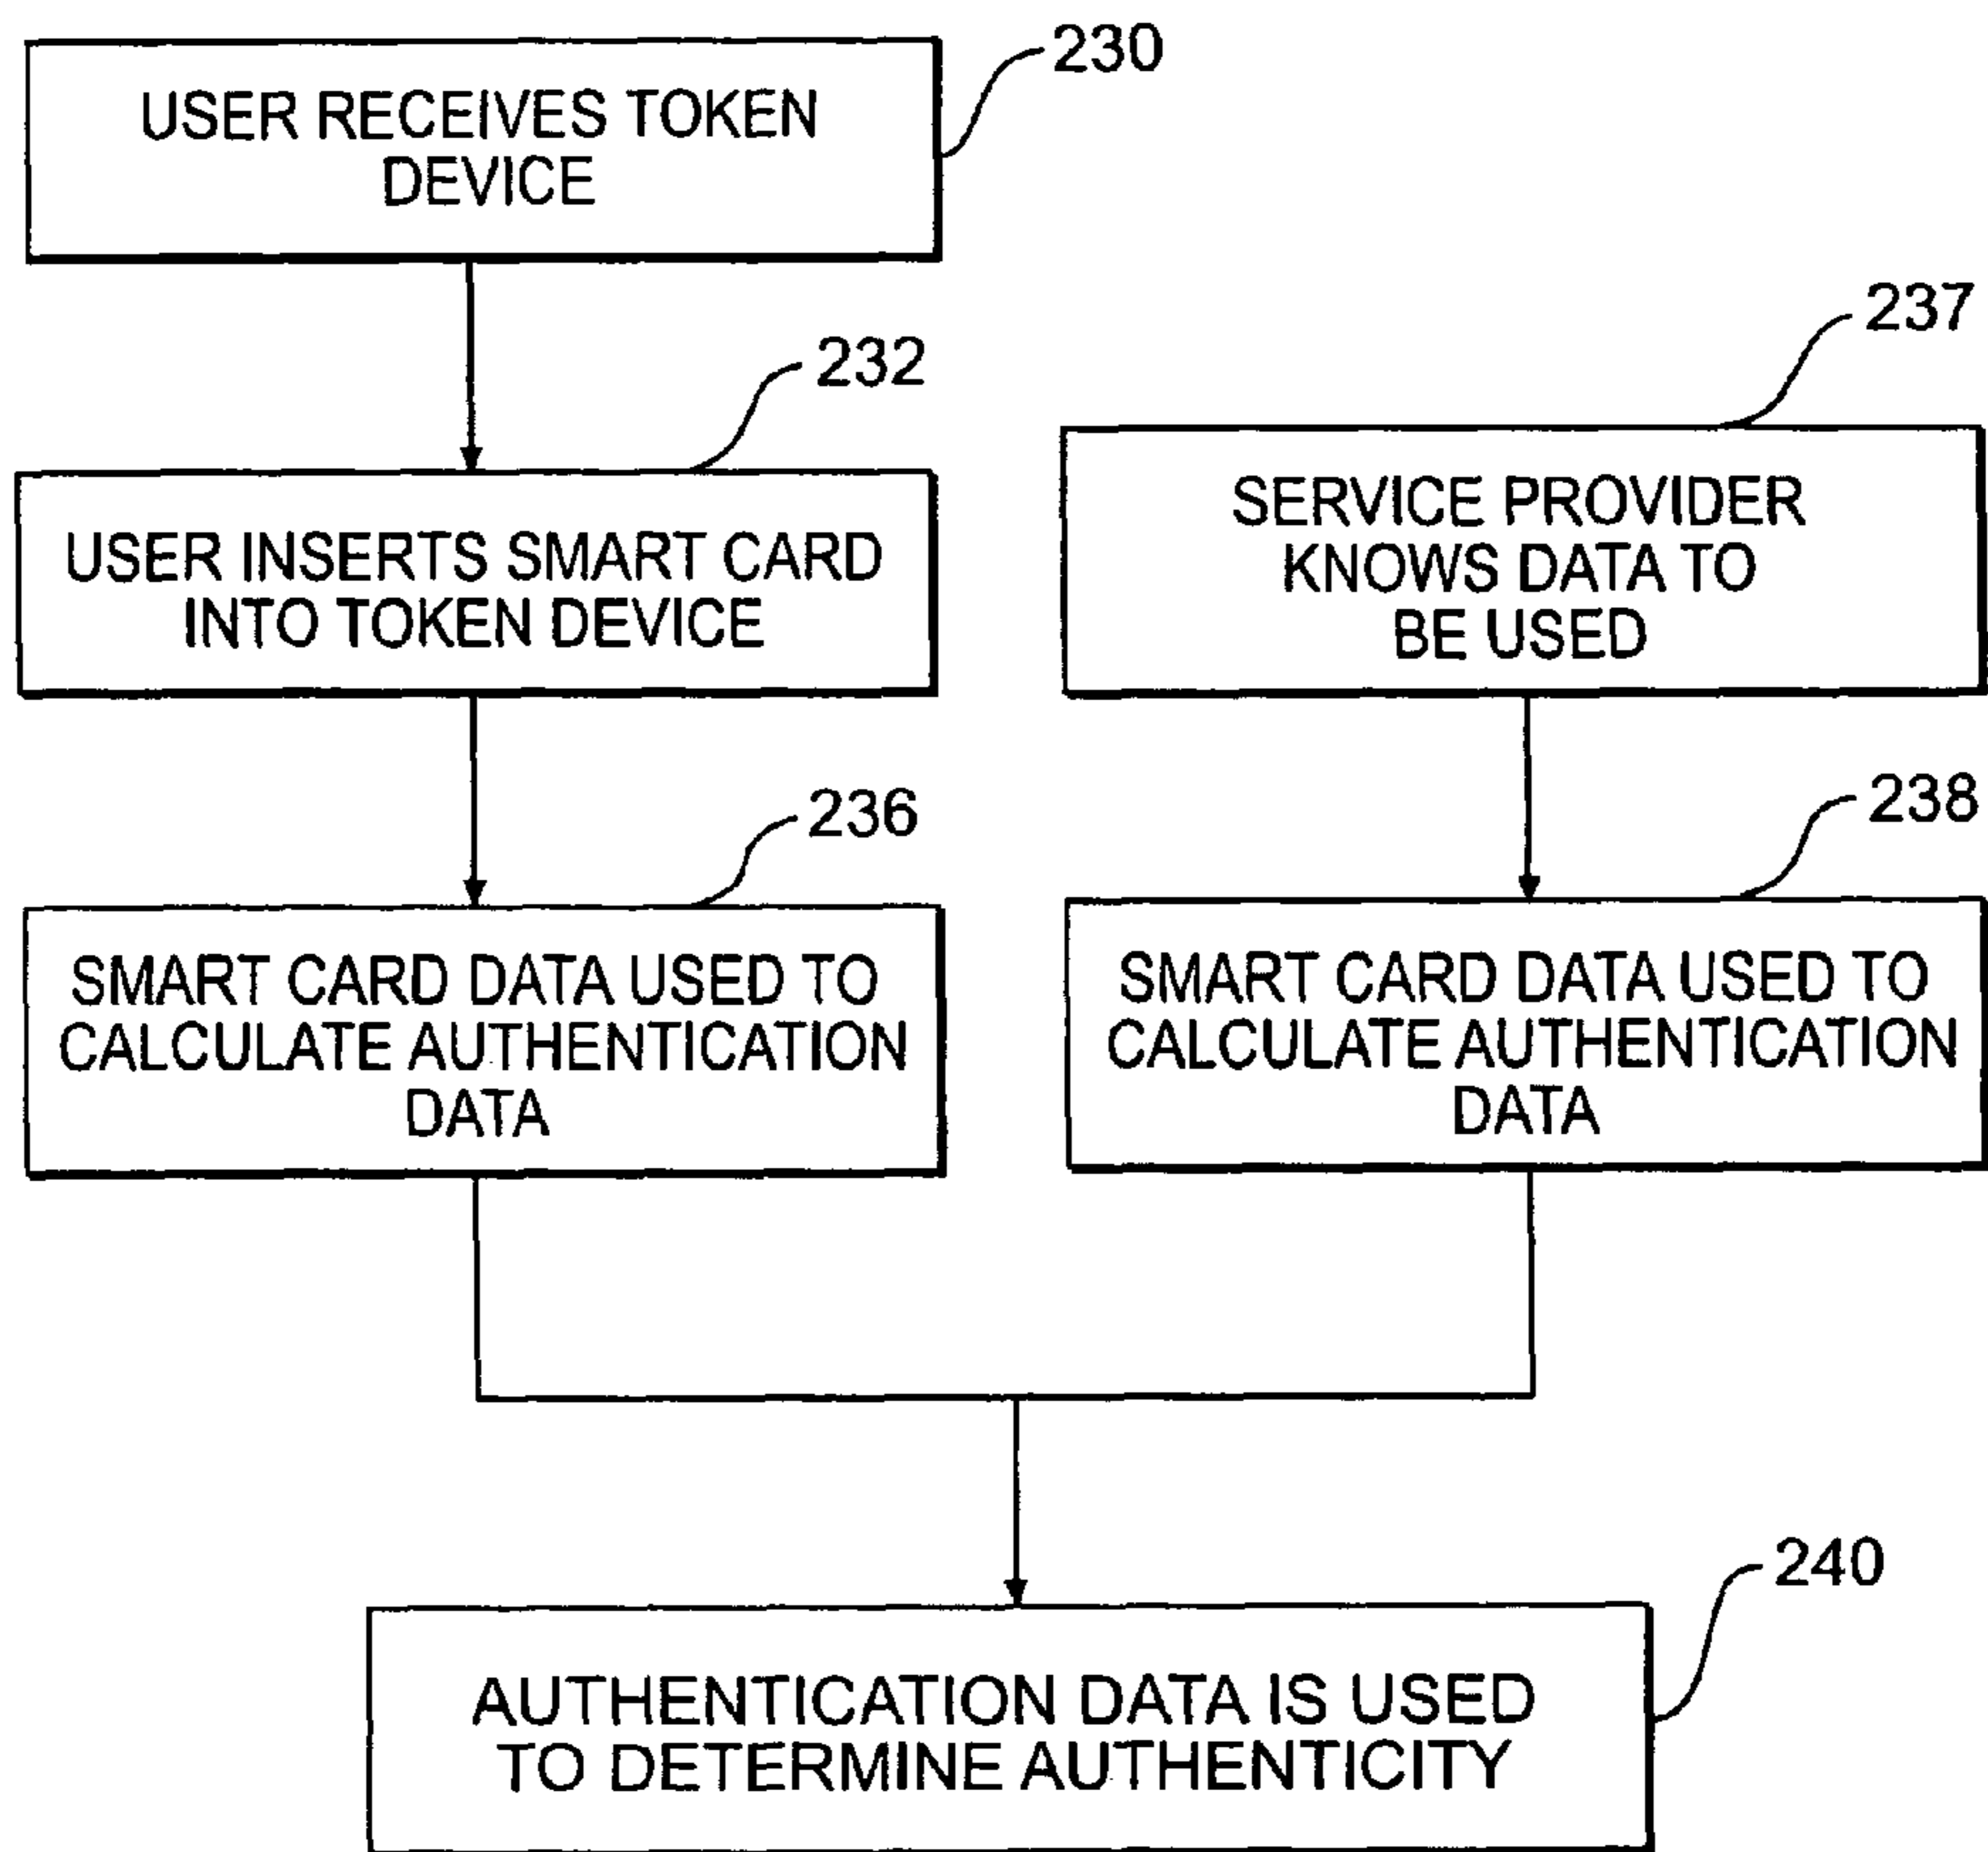 230
USER RECEIVES TOKEN
DEVICE
232
USER INSERTS SMART CARD
INTO TOKEN DEVICE
237
SERVICE PROVIDER
KNOWS DATA TO
BE USED
236
SMART CARD DATA USED TO
CALCULATE AUTHENTICATION
DATA
238
SMART CARD DATA USED TO
CALCULATE AUTHENTICATION
DATA
240
AUTHENTICATION DATA IS USED
TO DETERMINE AUTHENTICITY